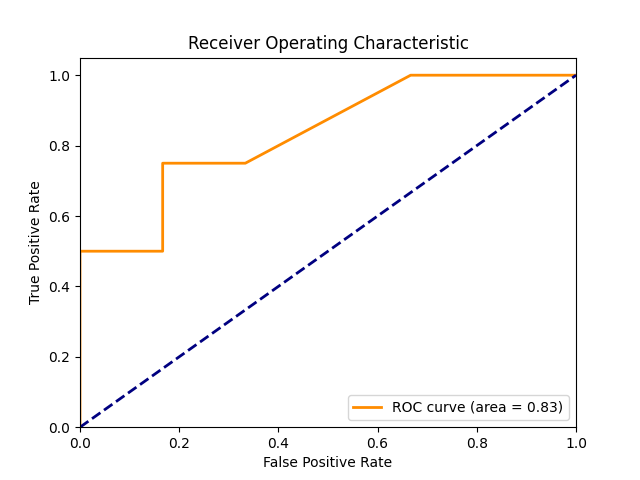 Receiver Operating Characteristic
1.0
0.8
0.6
0.4
0.2
0.0
True Positive Rate
ROC curve (area = 0.83)
0.0 0.2 0.4 0.6 0.8 1.0
False Positive Rate